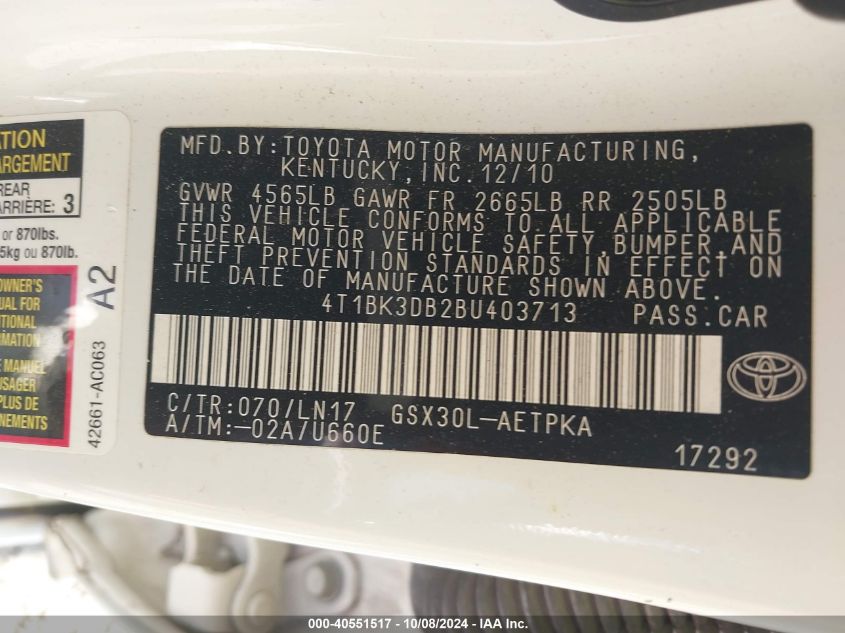 ATION
ARGEMENT
REAR
ARRIÈRE: 3
or 870lbs.
5kg ou 870lb.
OWNER'S
UAL FOR
ITIONAL
RMATION
MANUEL
USAGER
PLUS DE
NEMENTS
42661-AC063 A2
MFD.BY:TOYOTA MOTOR MANUFACTURING,
KENTUCKY,INC.12/10
GVWR 4565LB GAWR FR 2665LB RR 2505LB
THIS VEHICLE CONFORMS TO ALL APPLICABLE
FEDERAL MOTOR VEHICLE SAFETY,BUMPER,AND
THEFT PREVENTION STANDARDS IN EFFECT ON
THE DATE OF MANUFACTURE SHOWN ABOVE.
4T1BK3DB2BU403713 PASS.CAR
C/TR:070/LN17 GSX30L-AETPKA
A/TM:-02A/U660E
17292
000-40551517 - 10/08/2024 - IAA Inc.